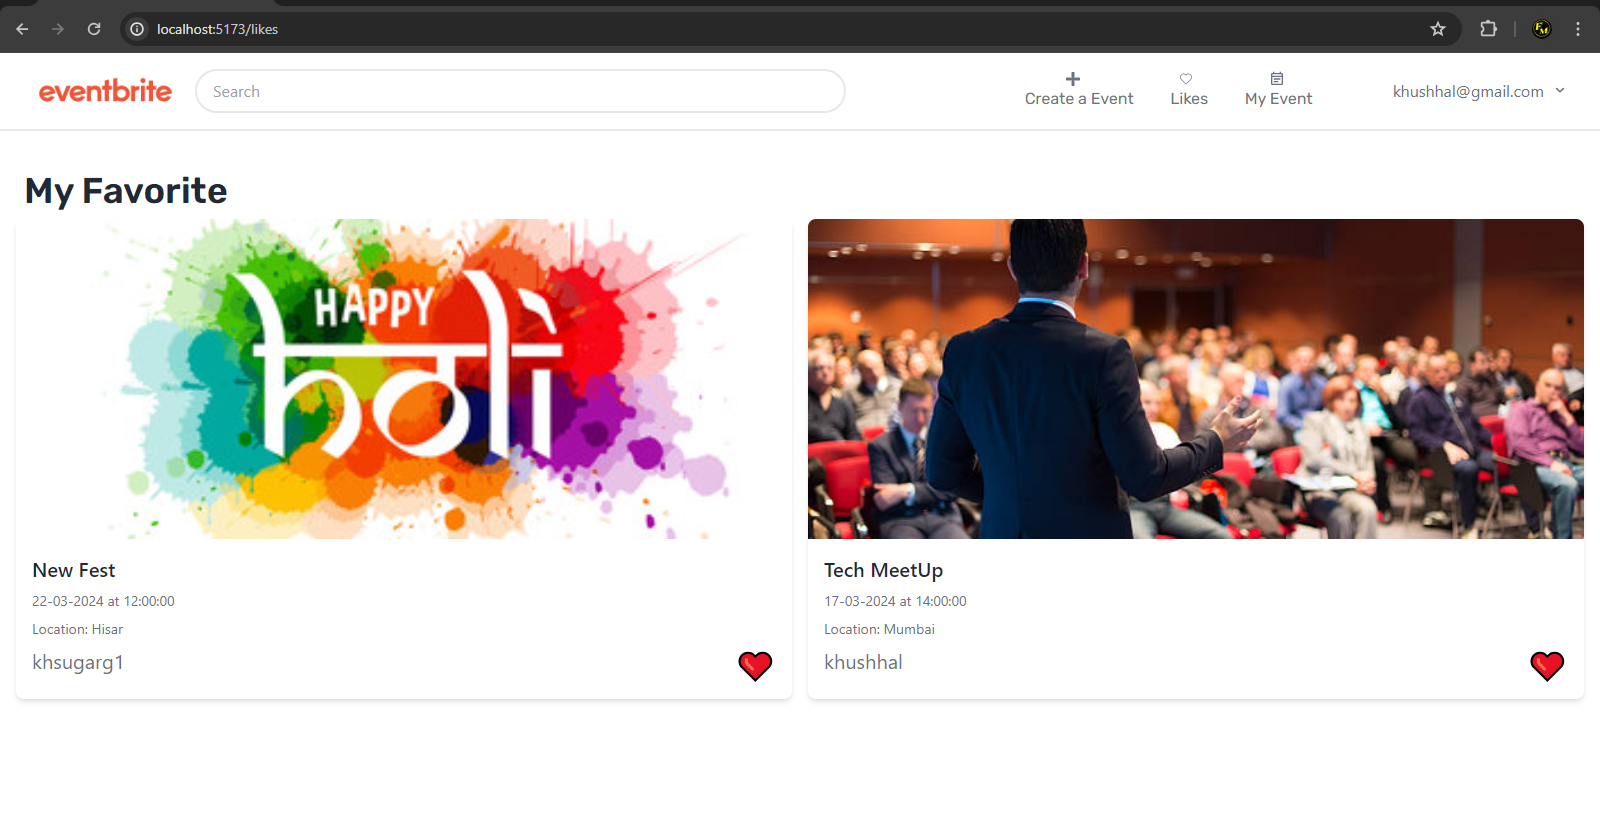 localhost:5173/likes
FM
eventbrite
Search
Create a Event
Likes
My Event
khushhal@gmail.com
My Favorite
HAPPY
holi
New Fest
22-03-2024 at 12:00:00
Location: Hisar
khsugarg1
Tech MeetUp
17-03-2024 at 14:00:00
Location: Mumbai
khushhal